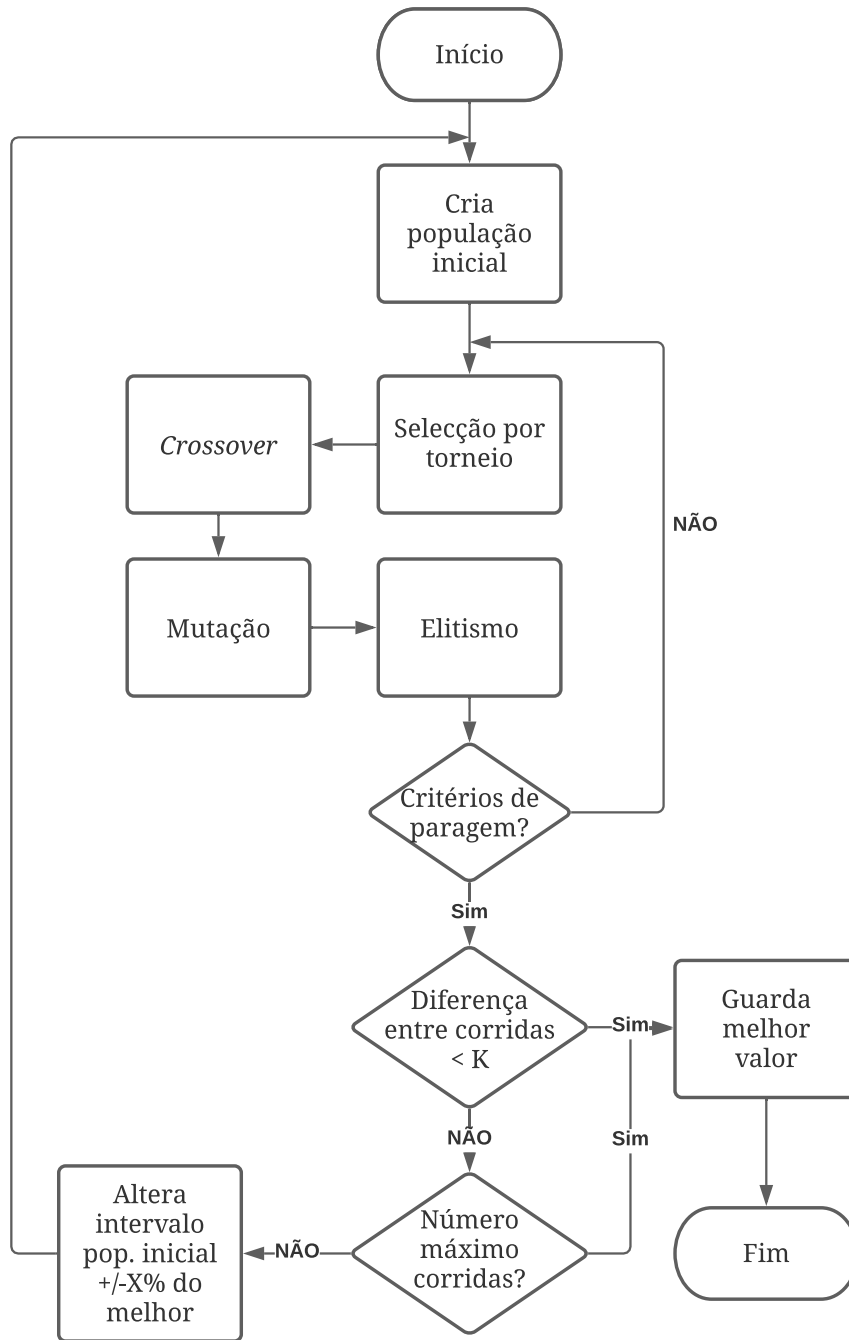 Início
Cria
população
inicial
Crossover
Selecção por
torneio
NÃO
Mutação
Elitismo
Critérios de
paragem?
Sim
Diferença
entre corridas
< K
Sim
Guarda
melhor
valor
NÃO
Sim
Altera
intervalo
pop. inicial
+/-X% do
melhor
NÃO
Número
máximo
corridas?
Fim